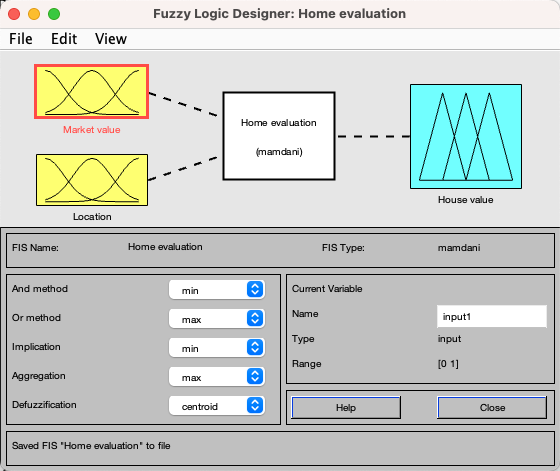 Fuzzy Logic Designer: Home evaluation
File Edit View
Market value
Location
Home evaluation
(mamdani)
House value
FIS Name: Home evaluation FIS Type: mamdani
And method min
Or method max
Implication min
Aggregation max
Defuzzification centroid
Current Variable
Name input1
Type input
Range [0 1]
Help Close
Saved FIS "Home evaluation" to file